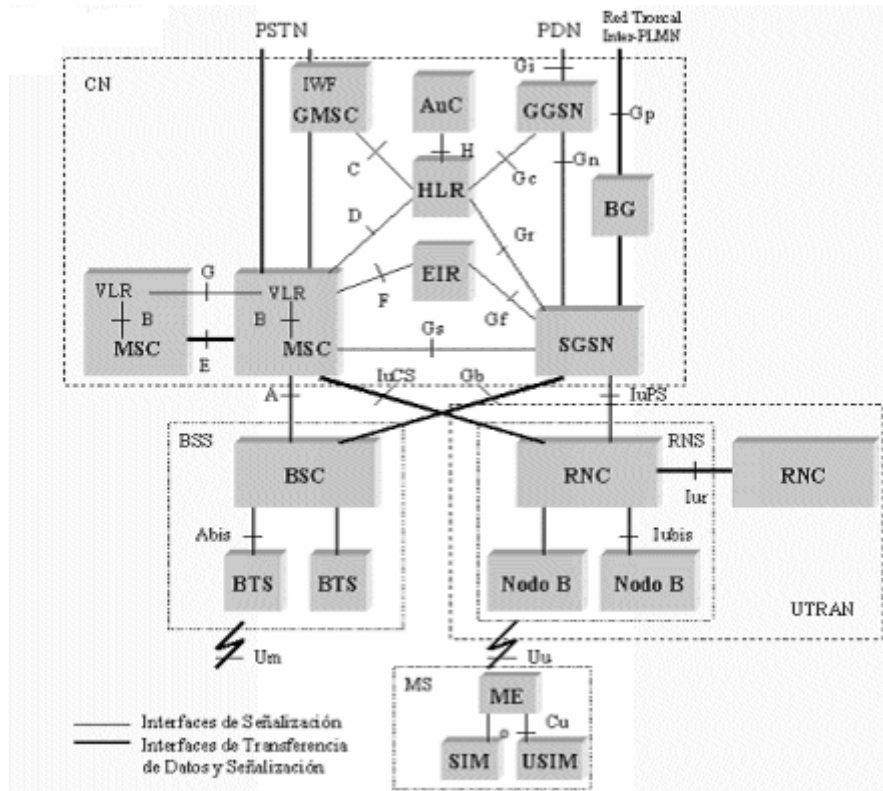 PSTN
PDN
Red Troncal
Inter-PLMN
CN
IWF
GMSC
AuC
Gi
GGSN
Gp
C
H
Gc
Gn
HLR
BG
D
Gr
G
EIR
VLR
VLR
F
B
B
Gf
MSC
E
MSC
Gs
SGSN
A
IuCS
Gb
IuPS
BSS
RNS
BSC
RNC
RNC
Iur
Abis
Iubis
BTS
BTS
Nodo B
Nodo B
UTRAN
Um
Uu
MS
ME
Cu
o
SIM
USIM
Interfaces de Señalización
Interfaces de Transferencia
de Datos y Señalización